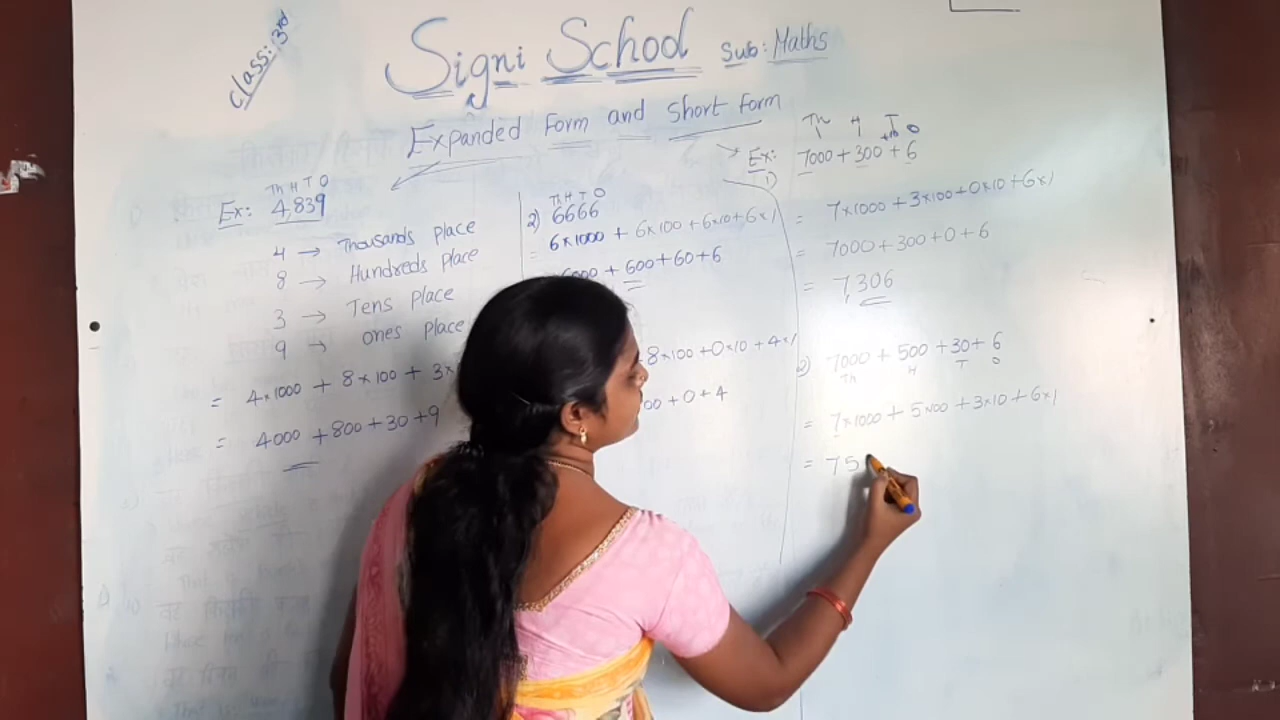 Class: 3rd
Signi School
Sub: Maths
Expanded Form and Short Form
Th H T O
Ex: 4,839
4 → Thousands place
8 → Hundreds place
3 → Tens place
9 → ones place
= 4×1000 + 8×100 + 3×
= 4000 + 800 + 30 + 9
Th H T O
2) 6666
= 6×1000 + 6×100 + 6×10 + 6×1
6000 + 600 + 60 + 6
8×100 + 0×10 + 4×1
00 + 0 + 4
Th H T O
Ex: 1) 7000 + 300 + 6
= 7×1000 + 3×100 + 0×10 + 6×1
= 7000 + 300 + 0 + 6
= 7,306
2) 7000 + 500 + 30 + 6
Th H T O
= 7×1000 + 5×100 + 3×10 + 6×1
= 75